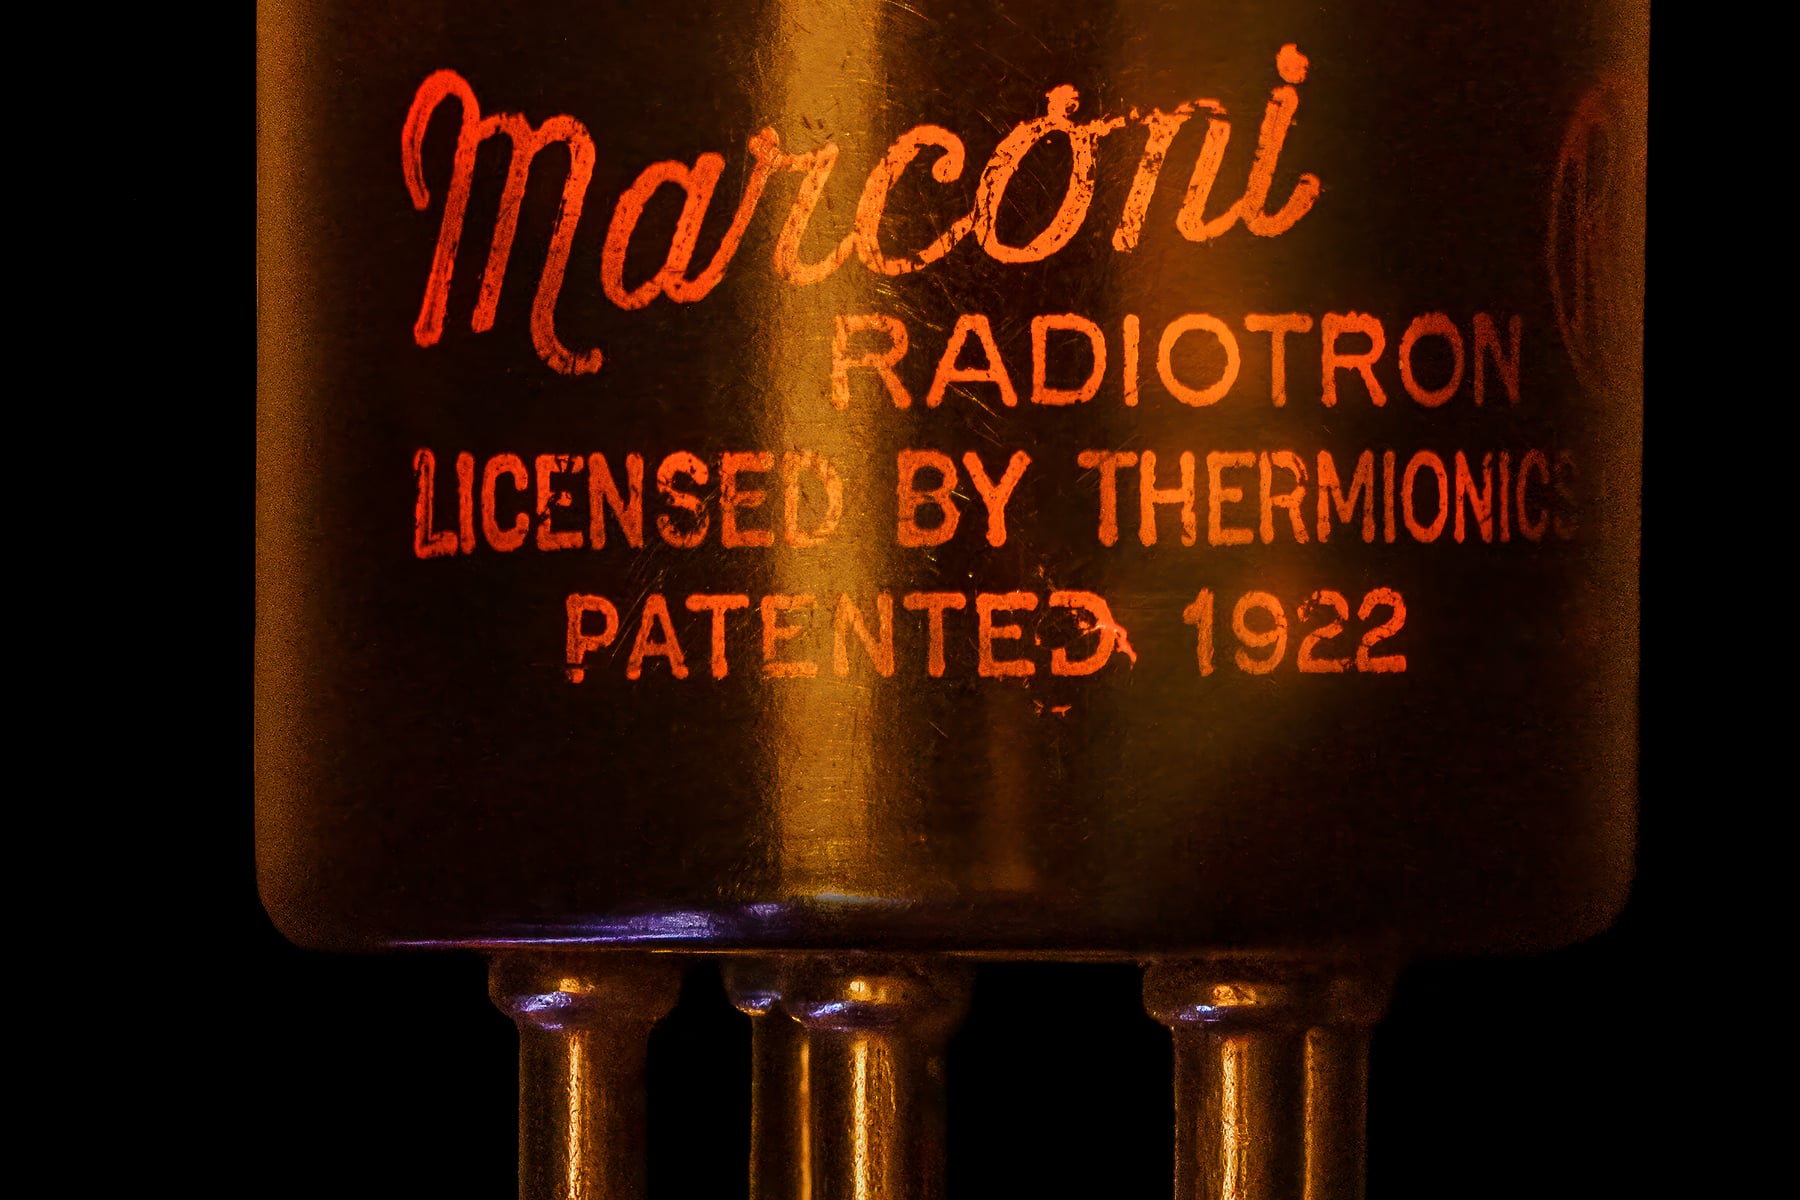 Marconi
RADIOTRON
LICENSED BY THERMIONICS
PATENTED 1922